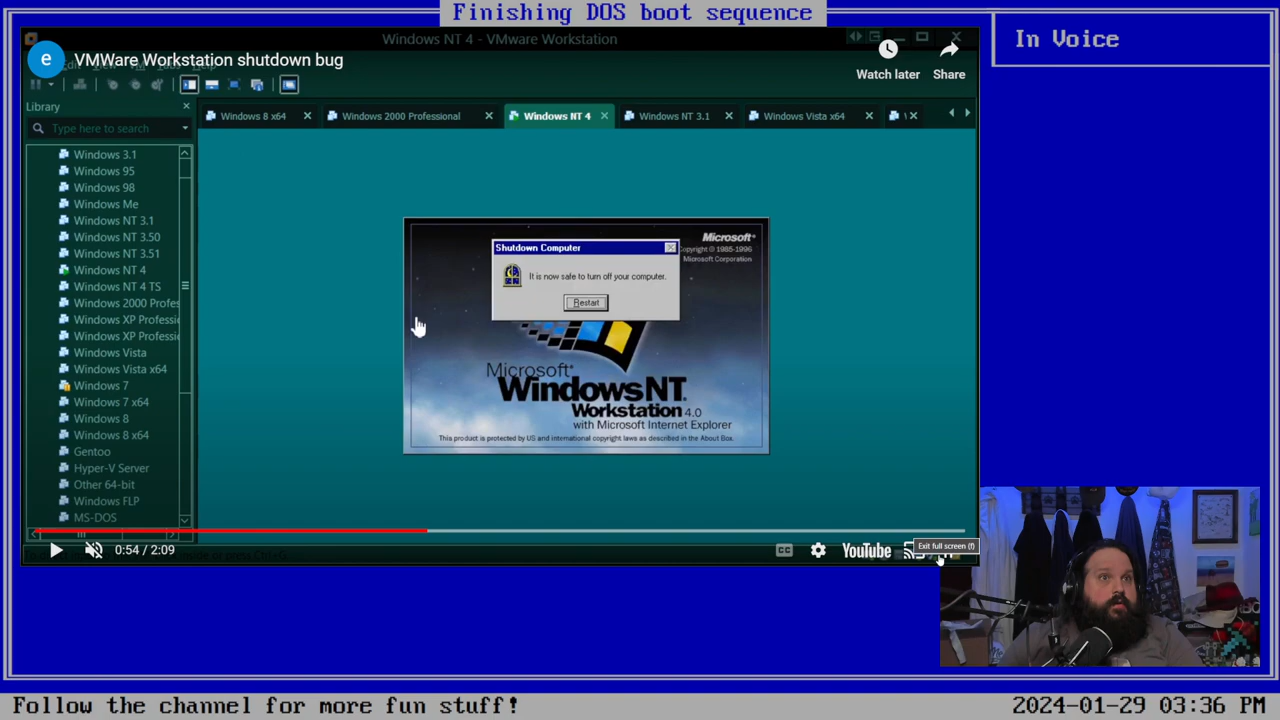 Finishing DOS boot sequence
In Voice
Windows NT 4 - VMware Workstation
e
VMWare Workstation shutdown bug
Watch later
Share
Library
Type here to search
Windows 8 x64
Windows 2000 Professional
Windows NT 4
Windows NT 3.1
Windows Vista x64
Windows 3.1
Windows 95
Windows 98
Windows Me
Windows NT 3.1
Windows NT 3.50
Windows NT 3.51
Windows NT 4
Windows NT 4 TS
Windows 2000 Profes
Windows XP Professi
Windows XP Professi
Windows Vista
Windows Vista x64
Windows 7
Windows 7 x64
Windows 8
Windows 8 x64
Gentoo
Hyper-V Server
Other 64-bit
Windows FLP
MS-DOS
Microsoft
Copyright © 1985-1996
Microsoft Corporation
Shutdown Computer
It is now safe to turn off your computer.
Restart
Microsoft
Windows NT
Workstation 4.0
with Microsoft Internet Explorer
This product is protected by US and international copyright laws as described in the About Box.
0:54 / 2:09
CC
YouTube
Exit full screen (f)
Follow the channel for more fun stuff!
2024-01-29 03:36 PM